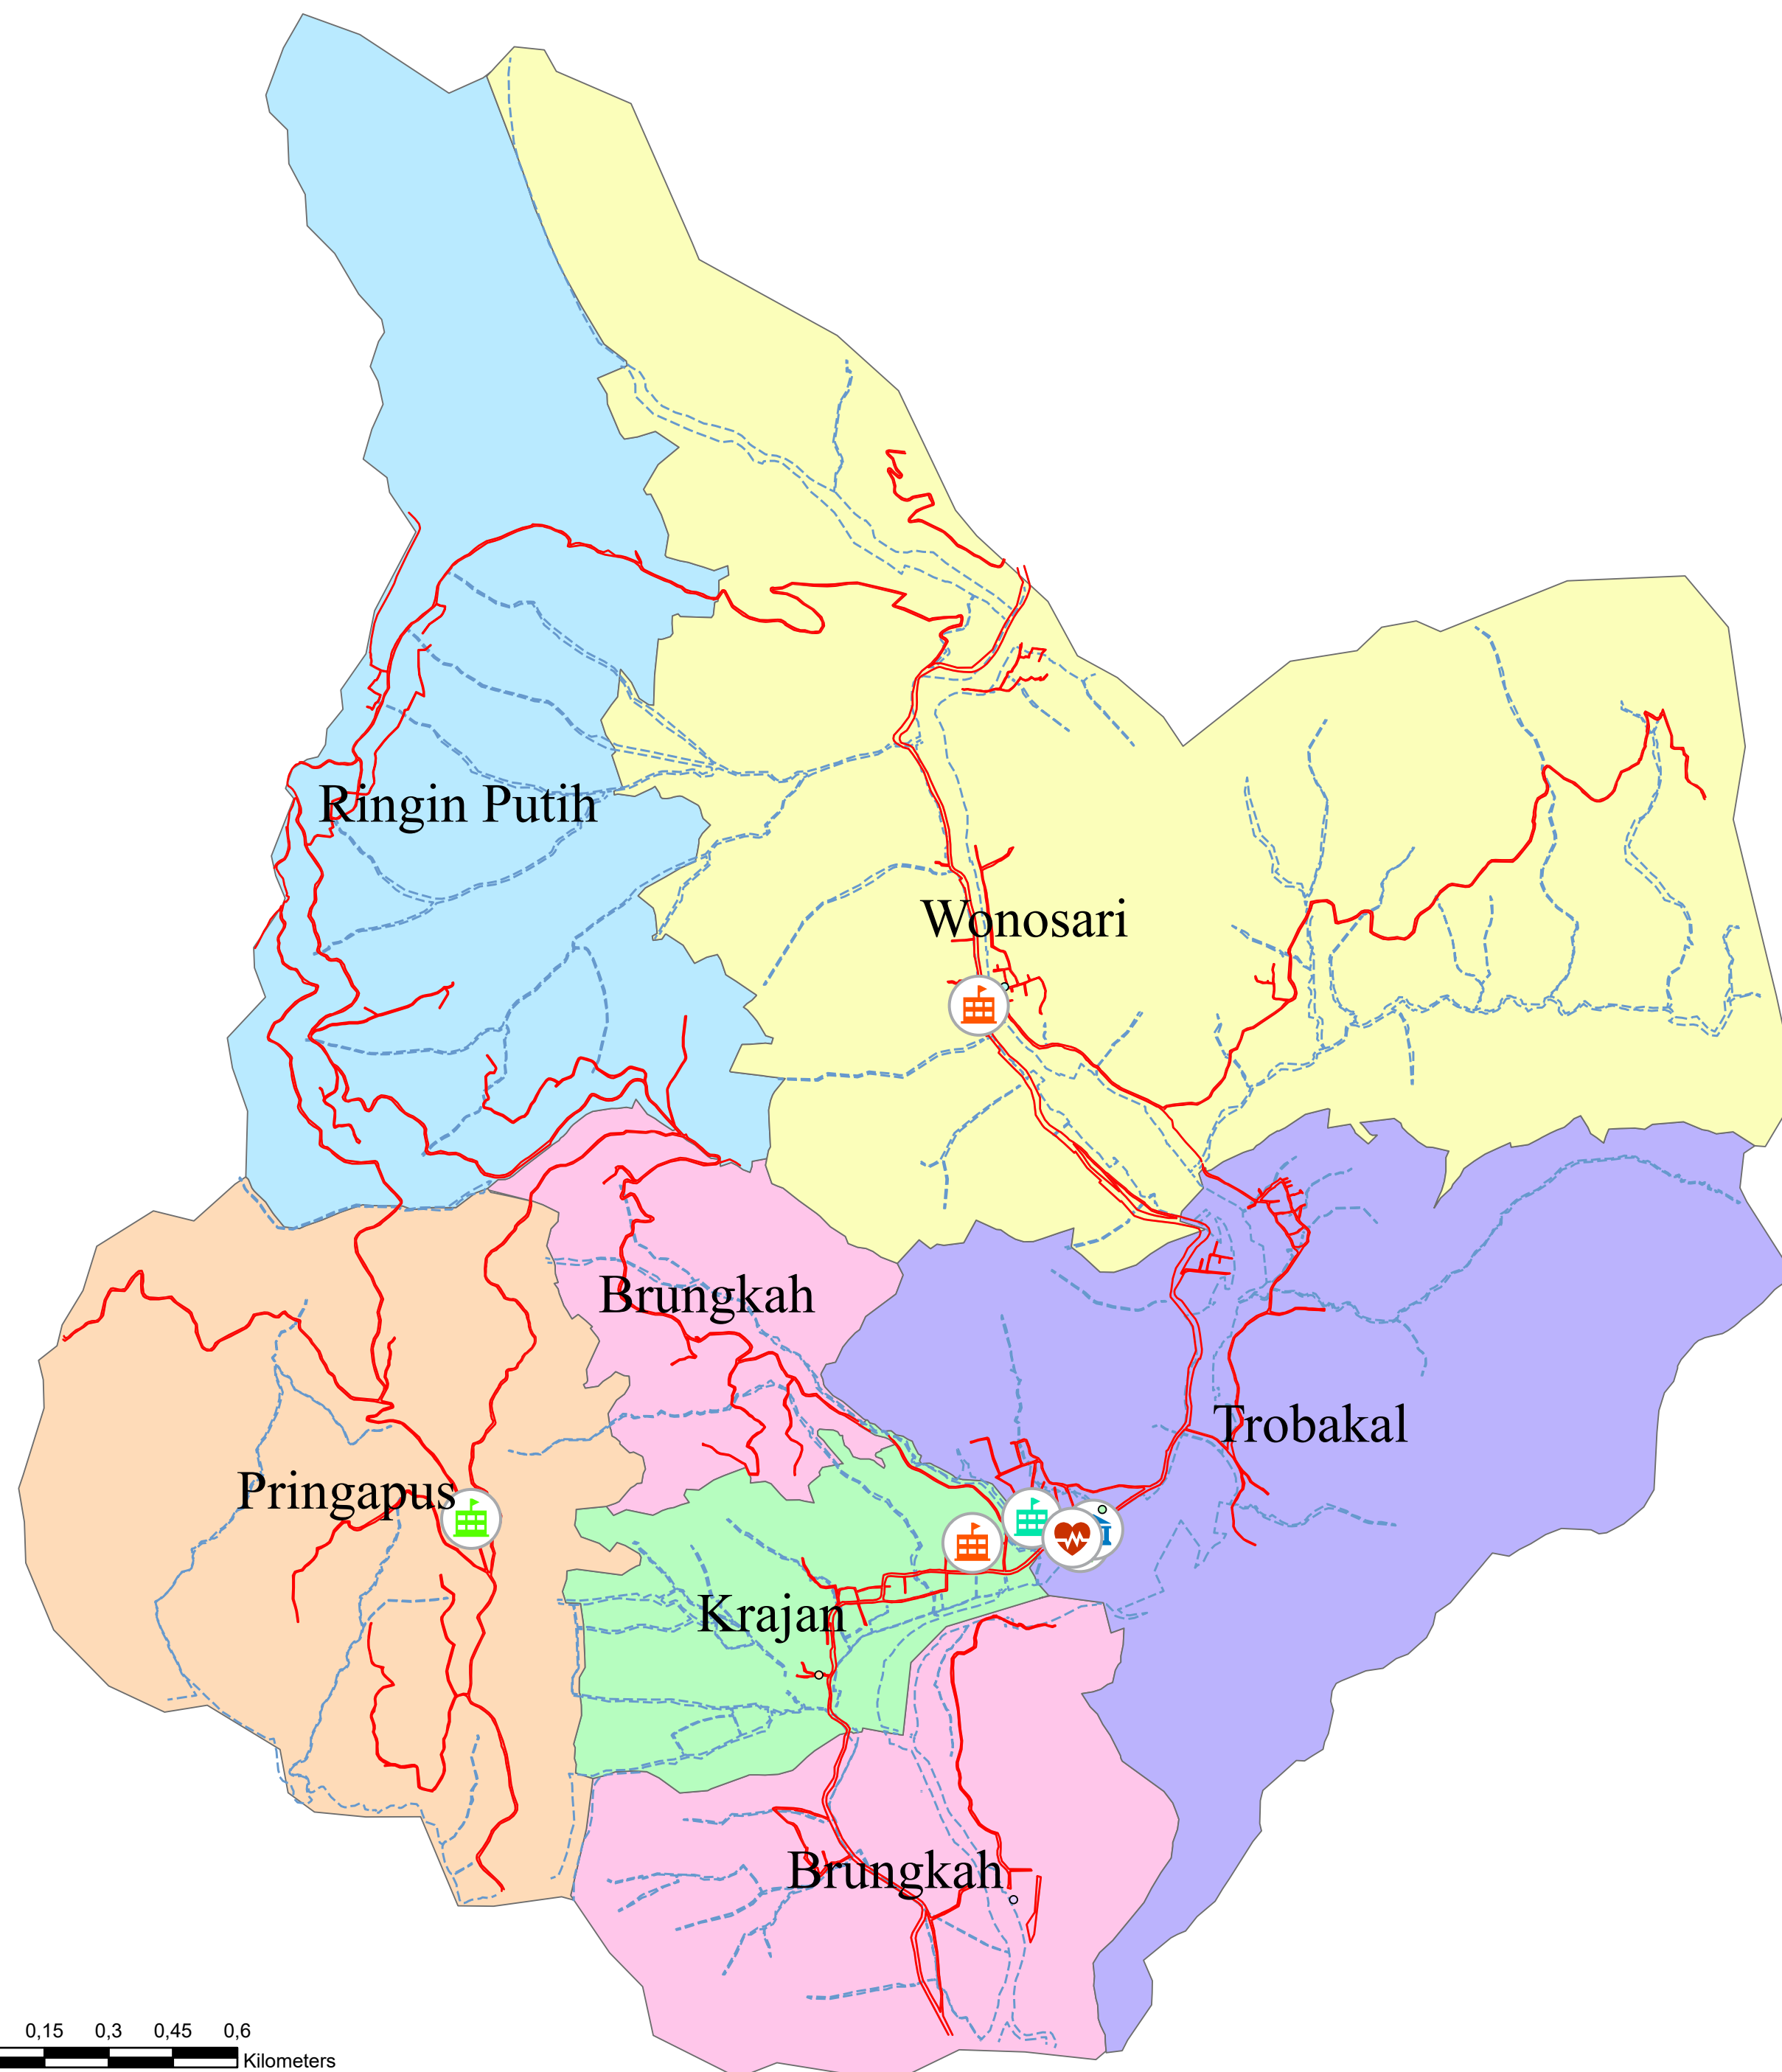 Ringin Putih
Wonosari
Brungkah
Trobakal
Pringapus
Krajan
Brungkah
0,15 0,3 0,45 0,6
Kilometers